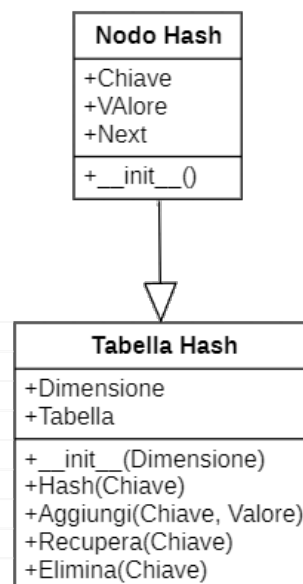 Nodo Hash
+Chiave
+VAlore
+Next
+__init__()
Tabella Hash
+Dimensione
+Tabella
+__init__(Dimensione)
+Hash(Chiave)
+Aggiungi(Chiave, Valore)
+Recupera(Chiave)
+Elimina(Chiave)